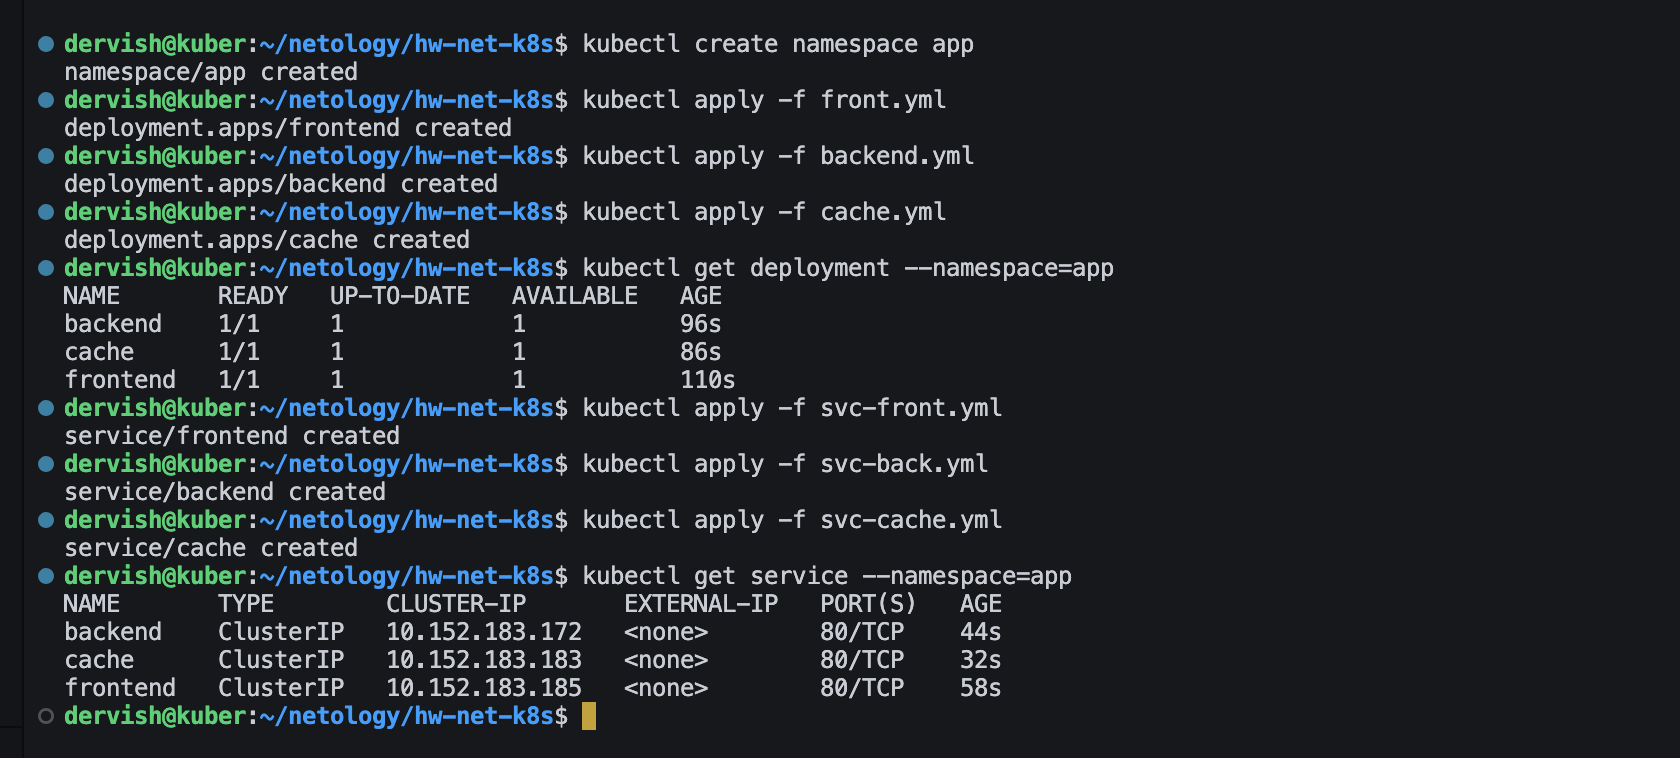 dervish@kuber:~/netology/hw-net-k8s$ kubectl create namespace app
namespace/app created
dervish@kuber:~/netology/hw-net-k8s$ kubectl apply -f front.yml
deployment.apps/frontend created
dervish@kuber:~/netology/hw-net-k8s$ kubectl apply -f backend.yml
deployment.apps/backend created
dervish@kuber:~/netology/hw-net-k8s$ kubectl apply -f cache.yml
deployment.apps/cache created
dervish@kuber:~/netology/hw-net-k8s$ kubectl get deployment --namespace=app
NAME       READY   UP-TO-DATE   AVAILABLE   AGE
backend    1/1     1            1           96s
cache      1/1     1            1           86s
frontend   1/1     1            1           110s
dervish@kuber:~/netology/hw-net-k8s$ kubectl apply -f svc-front.yml
service/frontend created
dervish@kuber:~/netology/hw-net-k8s$ kubectl apply -f svc-back.yml
service/backend created
dervish@kuber:~/netology/hw-net-k8s$ kubectl apply -f svc-cache.yml
service/cache created
dervish@kuber:~/netology/hw-net-k8s$ kubectl get service --namespace=app
NAME       TYPE        CLUSTER-IP       EXTERNAL-IP   PORT(S)   AGE
backend    ClusterIP   10.152.183.172   <none>        80/TCP    44s
cache      ClusterIP   10.152.183.183   <none>        80/TCP    32s
frontend   ClusterIP   10.152.183.185   <none>        80/TCP    58s
dervish@kuber:~/netology/hw-net-k8s$